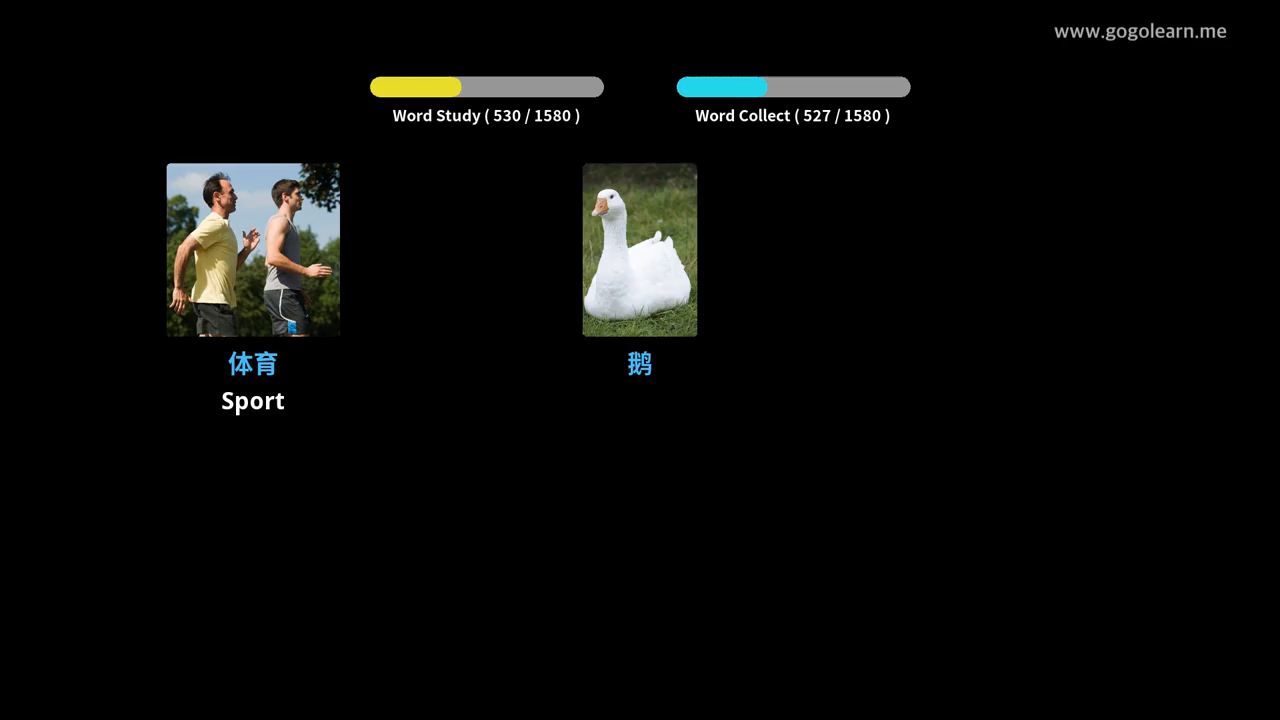 www.gogolearn.me
Word Study ( 530 / 1580 )
Word Collect ( 527 / 1580 )
体育
Sport
鹅